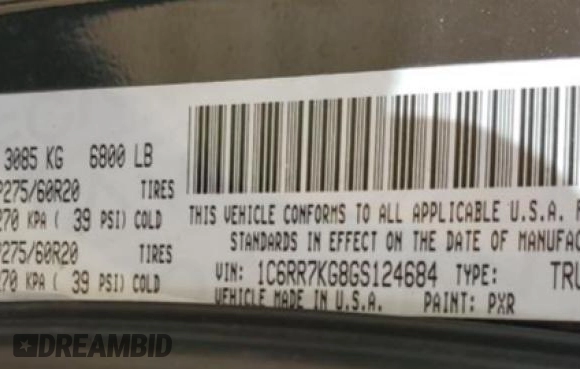 3085 KG 6800 LB
P275/60R20 TIRES
270 KPA ( 39 PSI) COLD
P275/60R20 TIRES
270 KPA ( 39 PSI) COLD
THIS VEHICLE CONFORMS TO ALL APPLICABLE U.S.A.
STANDARDS IN EFFECT ON THE DATE OF MANUFAC
VIN: 1C6RR7KG8GS124684 TYPE: TRU
VEHICLE MADE IN U.S.A. PAINT: PXR
DREAMBID